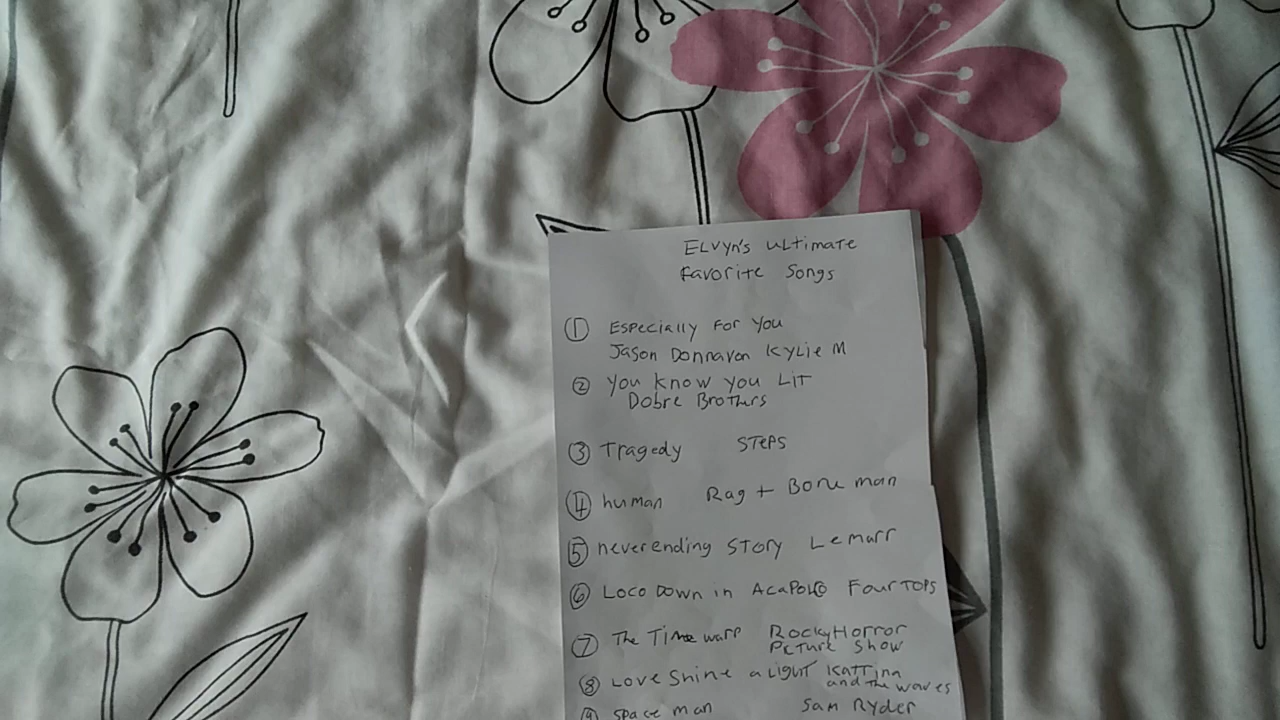 ELVYN'S ULTIMATE
FAVORITE SONGS
① ESPECIALLY FOR YOU
JASON DONNAVON KYLIE M
② YOU KNOW YOU LIT
DOBRE BROTHERS
③ TRAGEDY STEPS
④ human Rag + Bone man
⑤ neverending STORY Lemarr
⑥ LOCO DOWN in ACAPOLCO FOUR TOPS
⑦ The Time warp Rocky Horror
Picture Show
⑧ LOVE Shine a LIGHT KATTINA
and the waves
⑨ Space man Sam Ryder